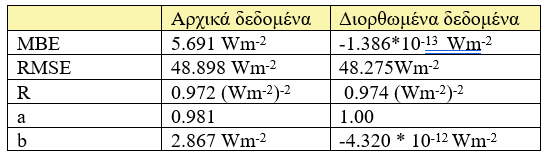 Αρχικά δεδομένα Διορθωμένα δεδομένα
MBE 5.691 Wm-2 -1.386*10-13 Wm-2
RMSE 48.898 Wm-2 48.275Wm-2
R 0.972 (Wm-2)-2 0.974 (Wm-2)-2
a 0.981 1.00
b 2.867 Wm-2 -4.320 * 10-12 Wm-2